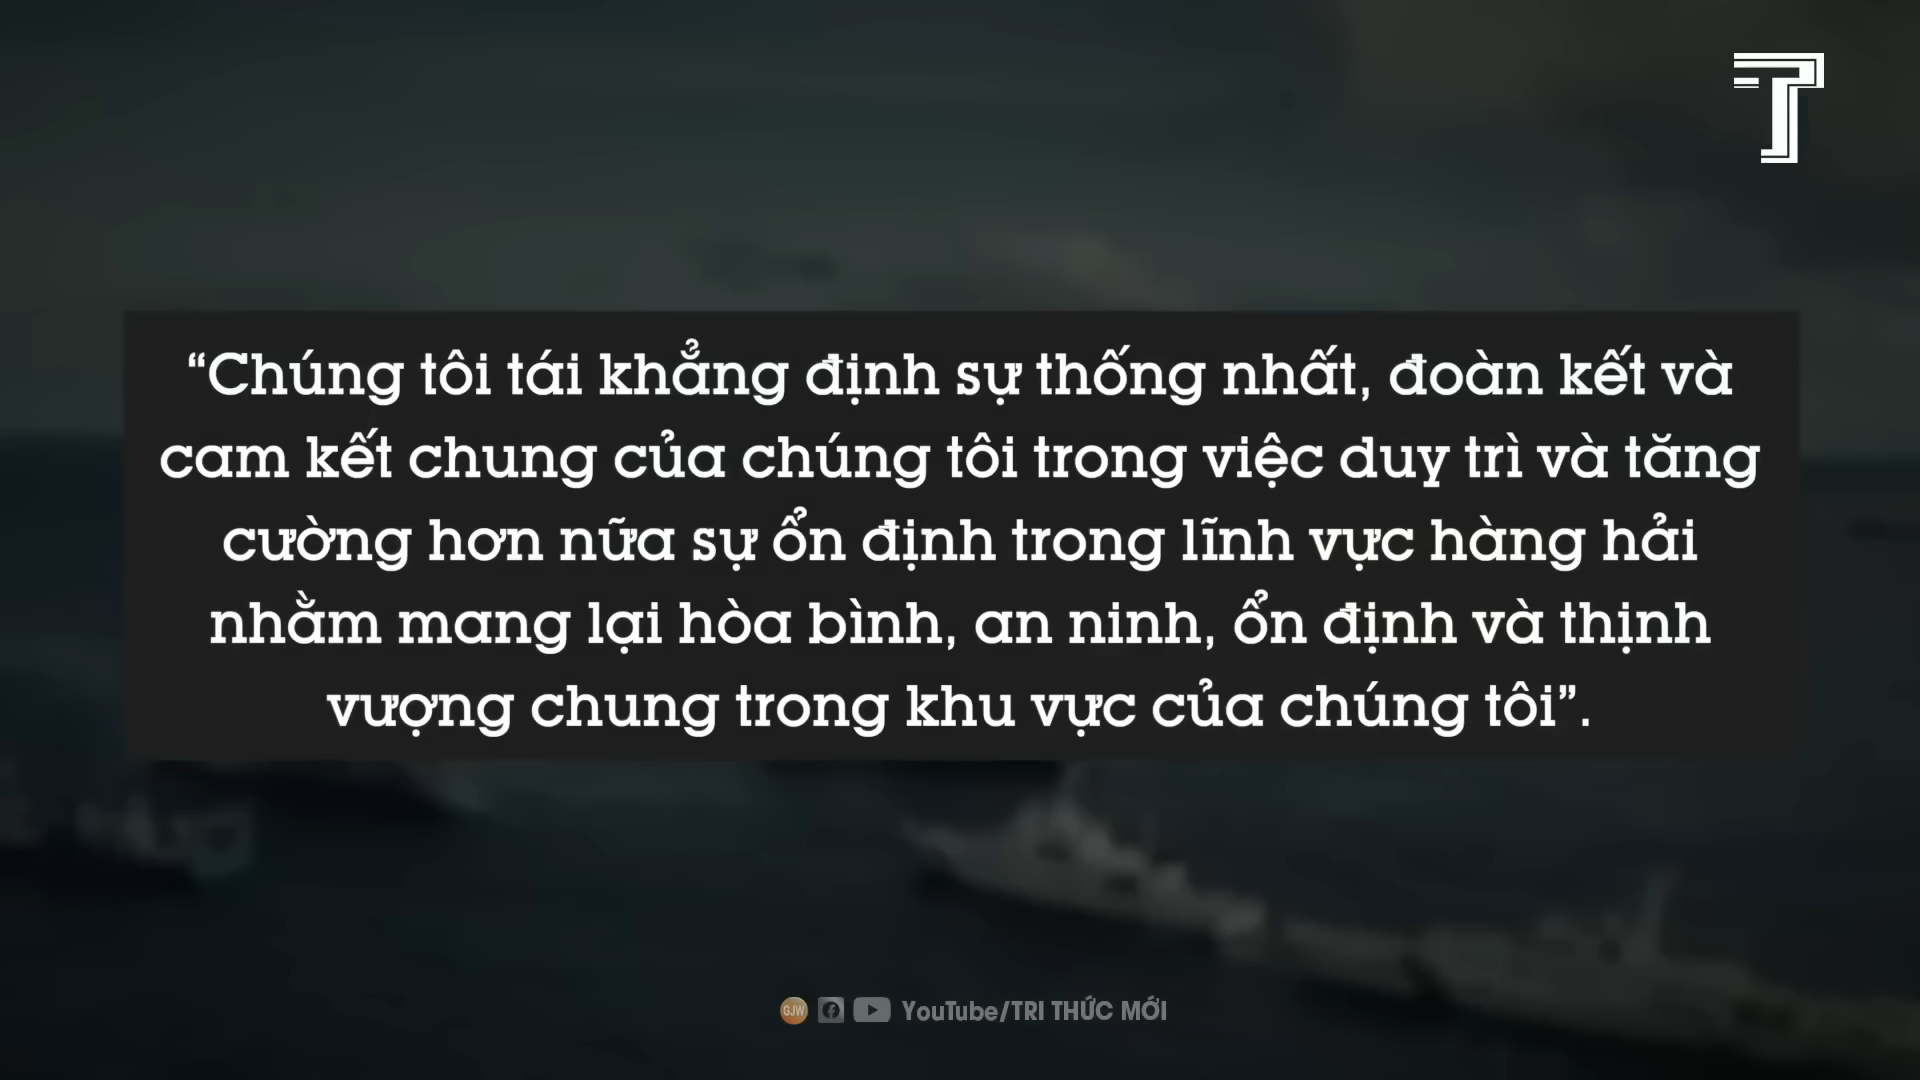 “Chúng tôi tái khẳng định sự thống nhất, đoàn kết và
cam kết chung của chúng tôi trong việc duy trì và tăng
cường hơn nữa sự ổn định trong lĩnh vực hàng hải
nhằm mang lại hòa bình, an ninh, ổn định và thịnh
vượng chung trong khu vực của chúng tôi”.
GJW YouTube/TRI THỨC MỚI